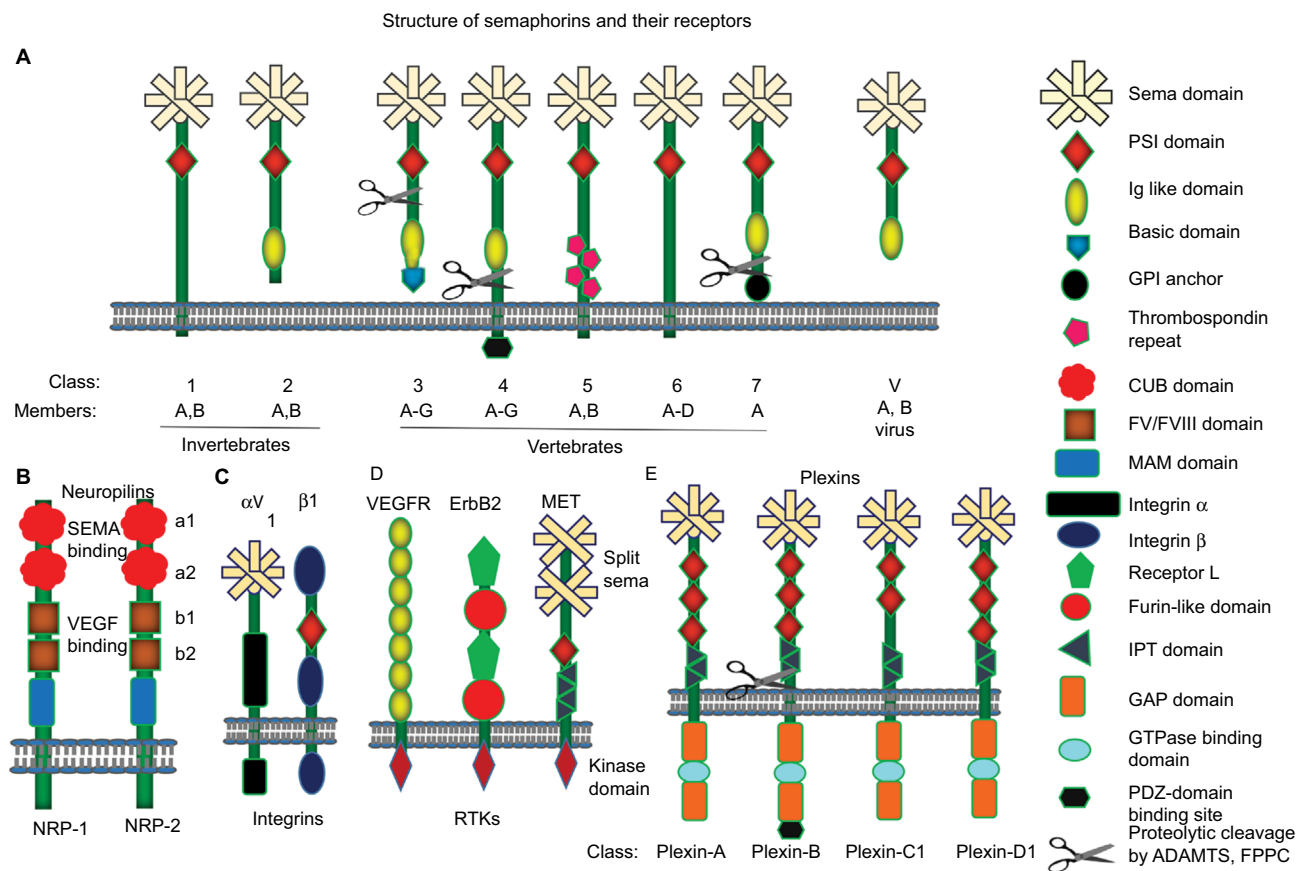 Structure of semaphorins and their receptors
A
Class: 1 2 3 4 5 6 7 V
Members: A,B A,B A-G A-G A,B A-D A A, B
virus
Invertebrates Vertebrates
Sema domain
PSI domain
Ig like domain
Basic domain
GPI anchor
Thrombospondin
repeat
CUB domain
FV/FVIII domain
MAM domain
Integrin α
Integrin β
Receptor L
Furin-like domain
IPT domain
GAP domain
GTPase binding
domain
PDZ-domain
binding site
Proteolytic cleavage
by ADAMTS, FPPC
B
Neuropilins
SEMA
binding
a1
a2
VEGF
binding
b1
b2
NRP-1 NRP-2
C
αV
1
β1
Integrins
D
VEGFR ErbB2 MET
Split
sema
Kinase
domain
RTKs
E
Plexins
Class: Plexin-A Plexin-B Plexin-C1 Plexin-D1